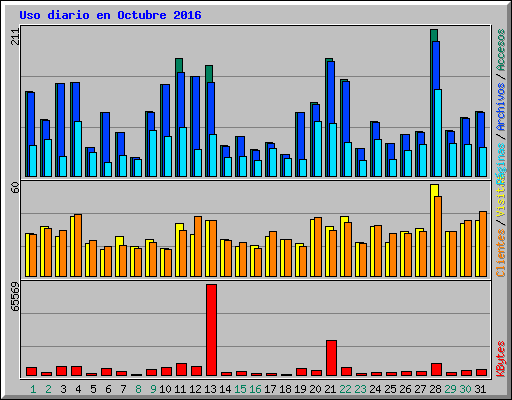 Uso diario en Octubre 2016
211
60
65569
Accesos
/ Archivos /
Páginas
Visitas
Clientes /
KBytes
1 2 3 4 5 6 7 8 9 10 11 12 13 14 15 16 17 18 19 20 21 22 23 24 25 26 27 28 29 30 31